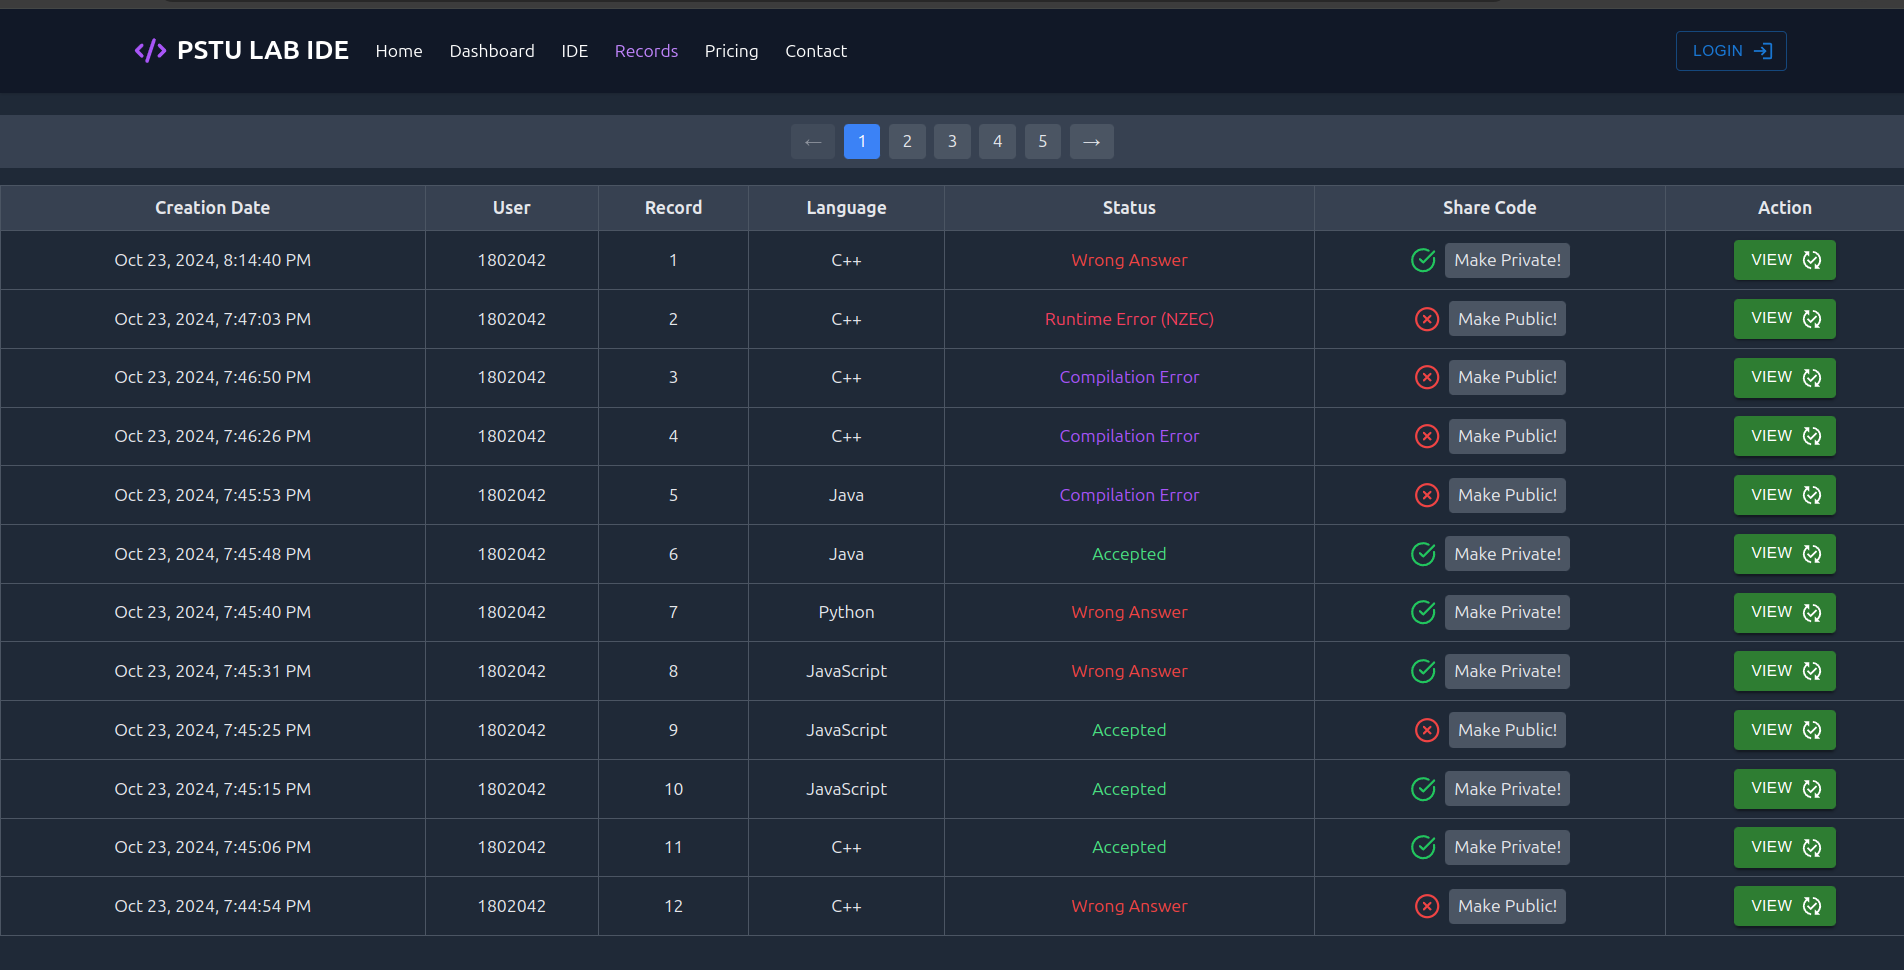 </> PSTU LAB IDE Home Dashboard IDE Records Pricing Contact LOGIN
← 1 2 3 4 5 →
Creation Date User Record Language Status Share Code Action
Oct 23, 2024, 8:14:40 PM 1802042 1 C++ Wrong Answer Make Private! VIEW
Oct 23, 2024, 7:47:03 PM 1802042 2 C++ Runtime Error (NZEC) Make Public! VIEW
Oct 23, 2024, 7:46:50 PM 1802042 3 C++ Compilation Error Make Public! VIEW
Oct 23, 2024, 7:46:26 PM 1802042 4 C++ Compilation Error Make Public! VIEW
Oct 23, 2024, 7:45:53 PM 1802042 5 Java Compilation Error Make Public! VIEW
Oct 23, 2024, 7:45:48 PM 1802042 6 Java Accepted Make Private! VIEW
Oct 23, 2024, 7:45:40 PM 1802042 7 Python Wrong Answer Make Private! VIEW
Oct 23, 2024, 7:45:31 PM 1802042 8 JavaScript Wrong Answer Make Private! VIEW
Oct 23, 2024, 7:45:25 PM 1802042 9 JavaScript Accepted Make Public! VIEW
Oct 23, 2024, 7:45:15 PM 1802042 10 JavaScript Accepted Make Private! VIEW
Oct 23, 2024, 7:45:06 PM 1802042 11 C++ Accepted Make Private! VIEW
Oct 23, 2024, 7:44:54 PM 1802042 12 C++ Wrong Answer Make Public! VIEW